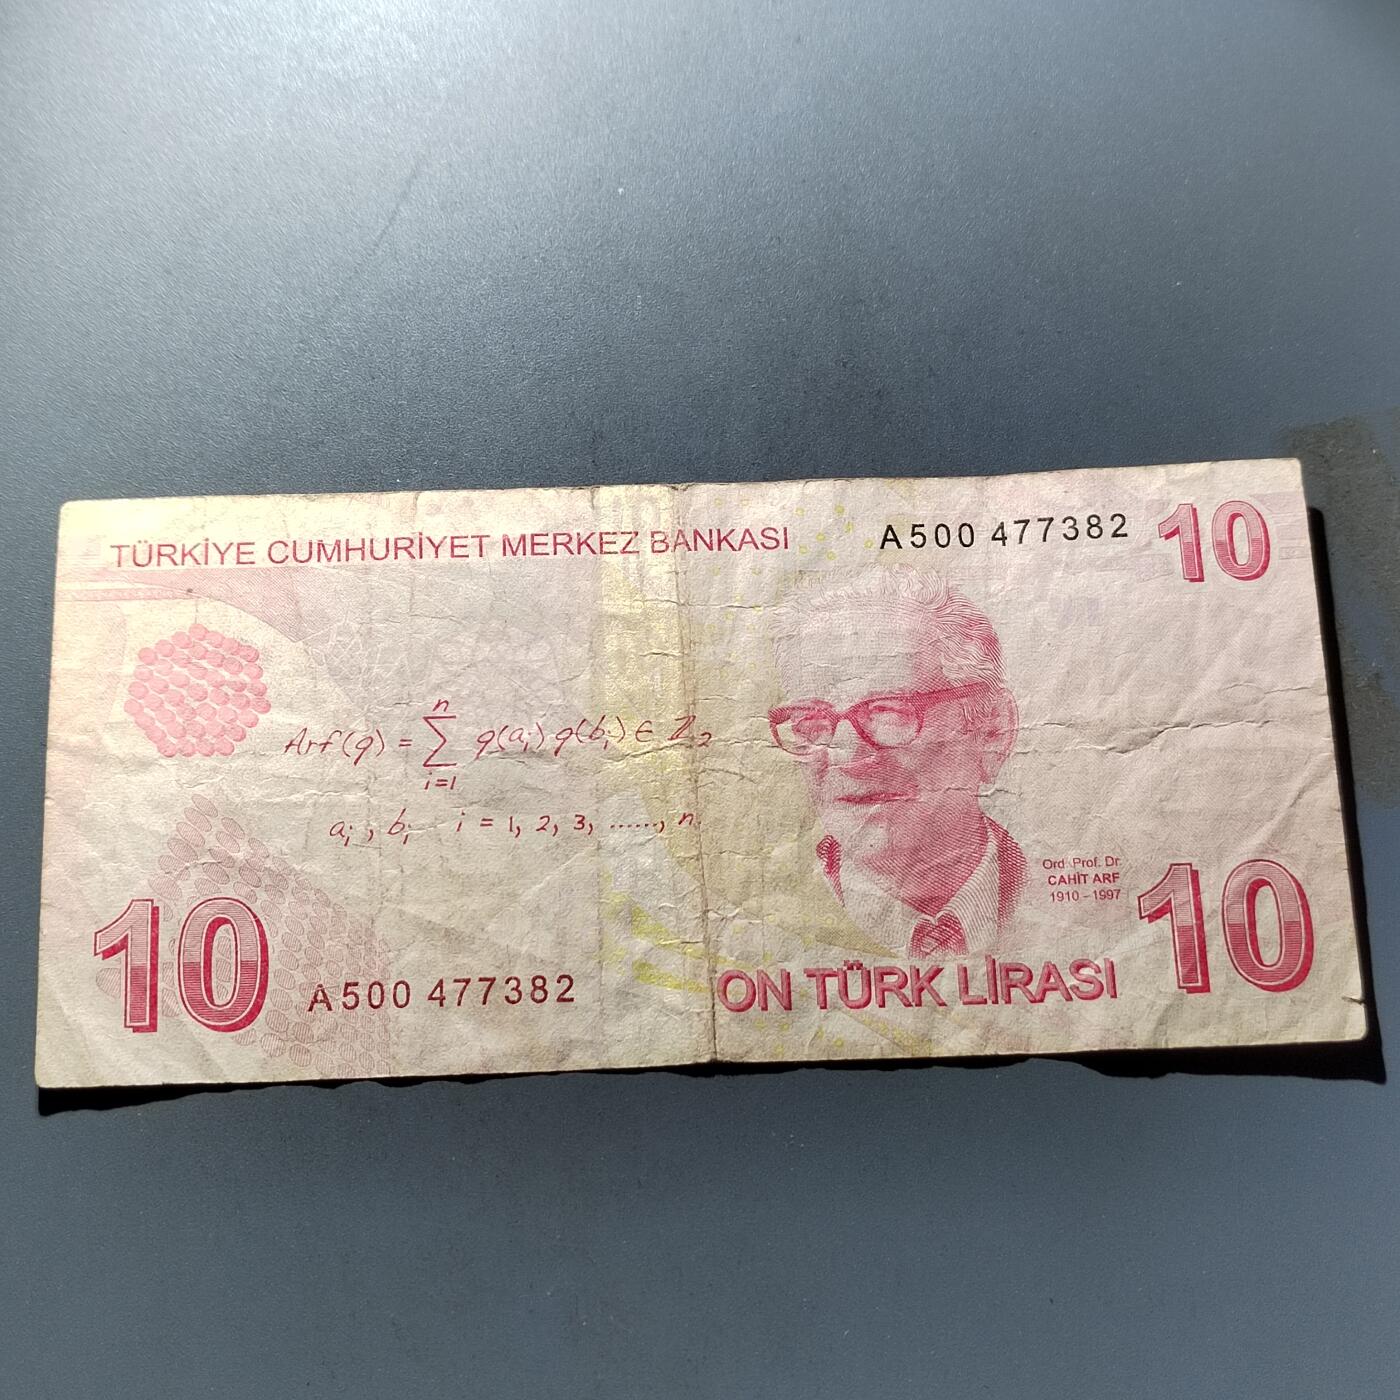 TÜRKİYE CUMHURİYET MERKEZ BANKASI
A500 477382
10
Arf(q) = n∑i=1 q(ai) q(bi) ∈ ℤ2
ai , bi i = 1, 2, 3, ......, n.
Ord. Prof. Dr.
CAHİT ARF
1910 - 1997
10
10
A500 477382
ON TÜRK LİRASI